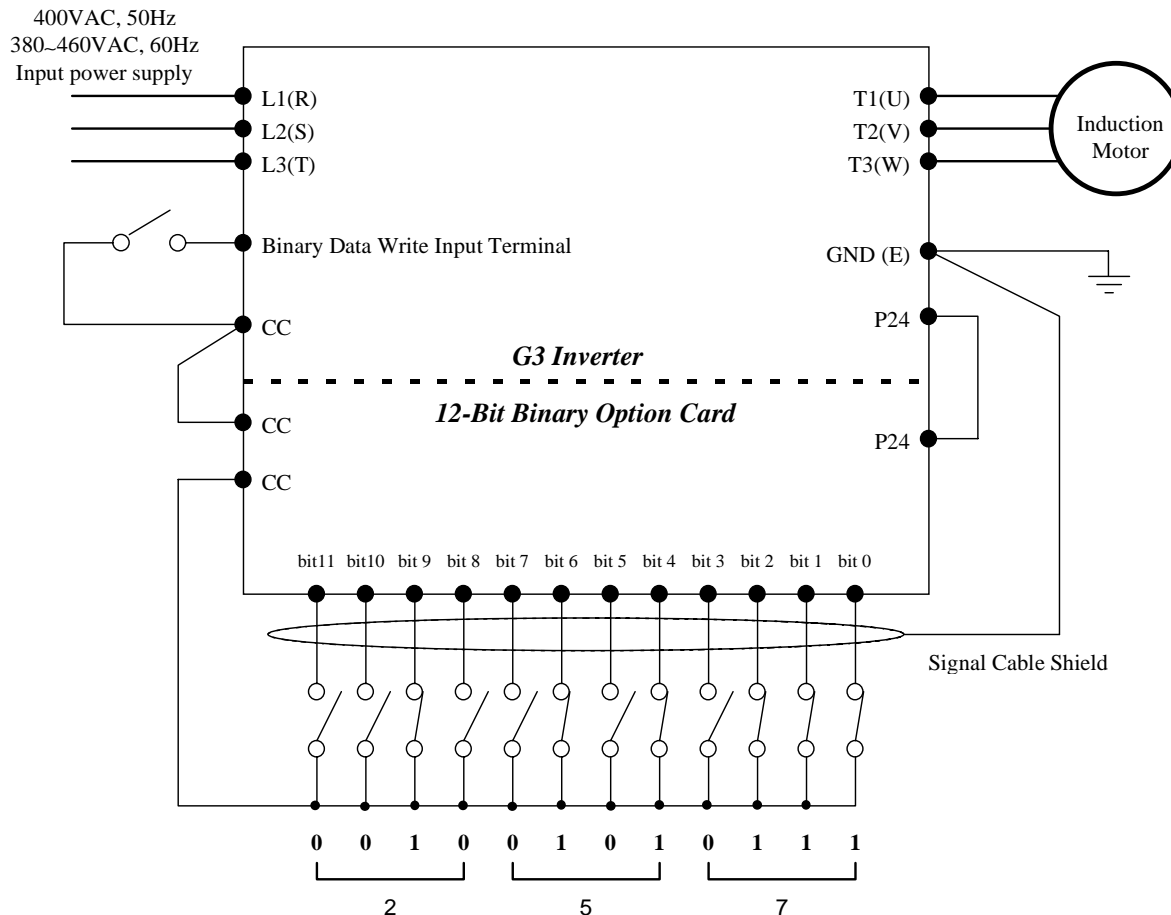 400VAC, 50Hz
380~460VAC, 60Hz
Input power supply
L1(R)
L2(S)
L3(T)
T1(U)
T2(V)
T3(W)
Induction
Motor
Binary Data Write Input Terminal
GND (E)
CC
P24
G3 Inverter
12-Bit Binary Option Card
CC
P24
CC
bit11 bit10 bit 9 bit 8 bit 7 bit 6 bit 5 bit 4 bit 3 bit 2 bit 1 bit 0
Signal Cable Shield
0 0 1 0 0 1 0 1 0 1 1 1
2 5 7